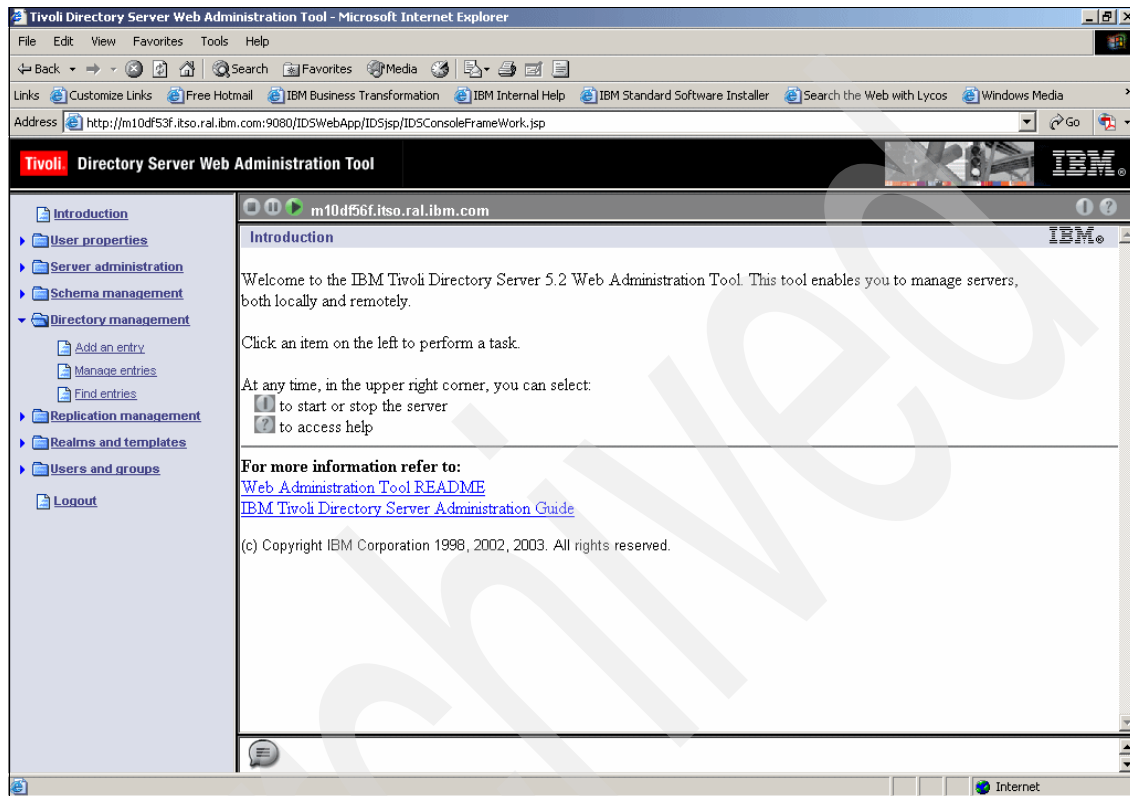 Tivoli Directory Server Web Administration Tool - Microsoft Internet Explorer
File Edit View Favorites Tools Help
Back Search Favorites Media
Links Customize Links Free Hotmail IBM Business Transformation IBM Internal Help IBM Standard Software Installer Search the Web with Lycos Windows Media
Address http://m10df53f.itso.ral.ibm.com:9080/IDSWebApp/IDSjsp/IDSConsoleFrameWork.jsp Go
Tivoli. Directory Server Web Administration Tool IBM®
Introduction
User properties
Server administration
Schema management
Directory management
Add an entry
Manage entries
Find entries
Replication management
Realms and templates
Users and groups
Logout
m10df56f.itso.ral.ibm.com
Introduction IBM®
Welcome to the IBM Tivoli Directory Server 5.2 Web Administration Tool. This tool enables you to manage servers,
both locally and remotely.
Click an item on the left to perform a task.
At any time, in the upper right corner, you can select:
to start or stop the server
? to access help
For more information refer to:
Web Administration Tool README
IBM Tivoli Directory Server Administration Guide
(c) Copyright IBM Corporation 1998, 2002, 2003. All rights reserved.
Internet